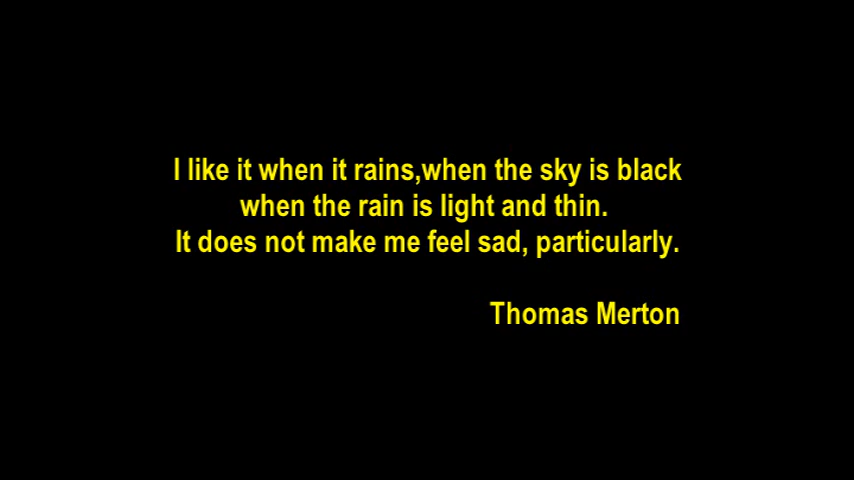 I like it when it rains,when the sky is black
when the rain is light and thin.
It does not make me feel sad, particularly.
Thomas Merton